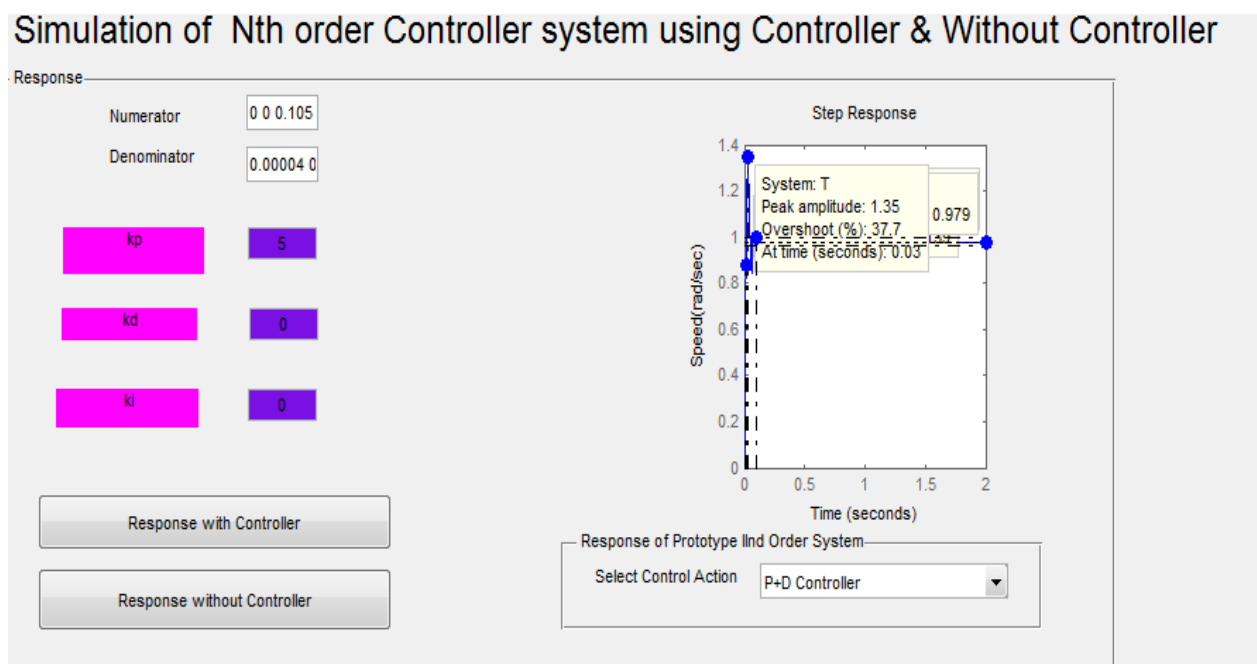 Simulation of Nth order Controller system using Controller & Without Controller
Response
Numerator
0 0 0.105
Denominator
0.00004 0
kp
5
kd
0
ki
0
Response with Controller
Response without Controller
Step Response
1.4
1.2
1
0.8
0.6
0.4
0.2
0
Speed(rad/sec)
System: T
Peak amplitude: 1.35
Overshoot (%): 37.7
At time (seconds): 0.03
0.979
0
0.5
1
1.5
2
Time (seconds)
Response of Prototype IInd Order System
Select Control Action
P+D Controller